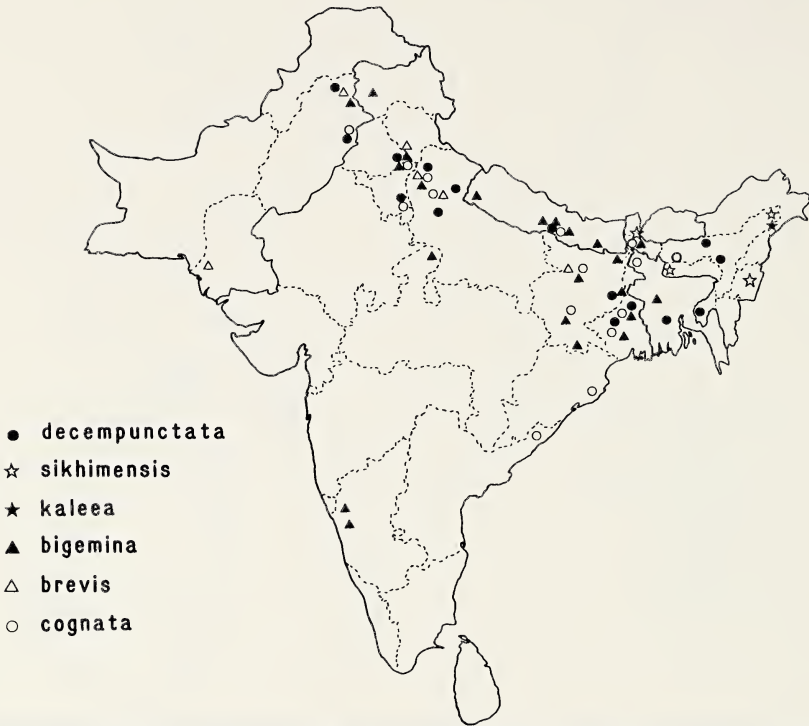 decempunctata
sikhimensis
kaleea
bigemina
brevis
cognata